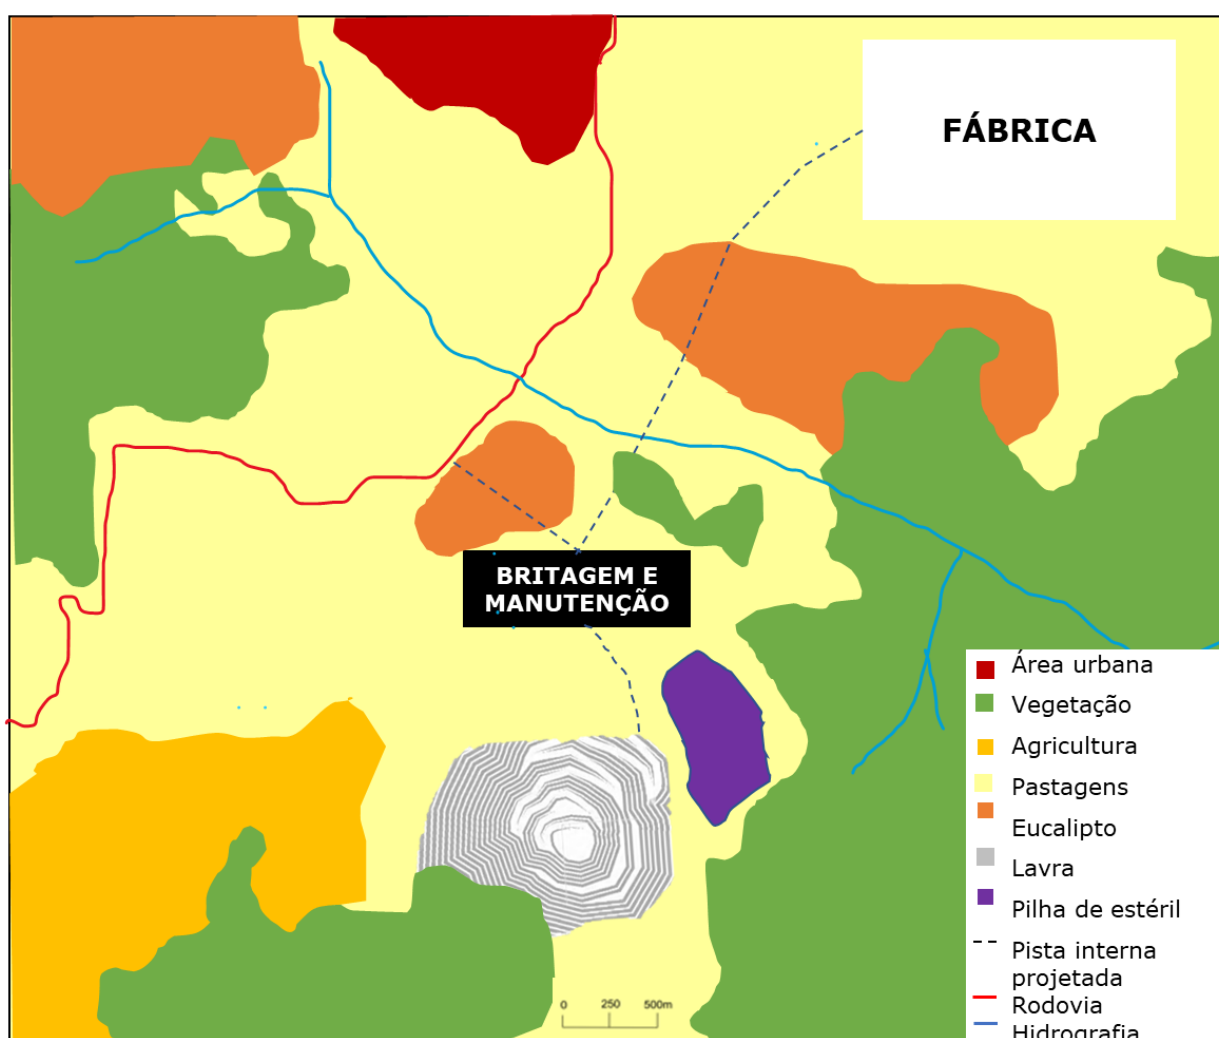 FÁBRICA
BRITAGEM E
MANUTENÇÃO
Área urbana
Vegetação
Agricultura
Pastagens
Eucalipto
Lavra
Pilha de estéril
Pista interna
projetada
Rodovia
Hidrografia
0 250 500m